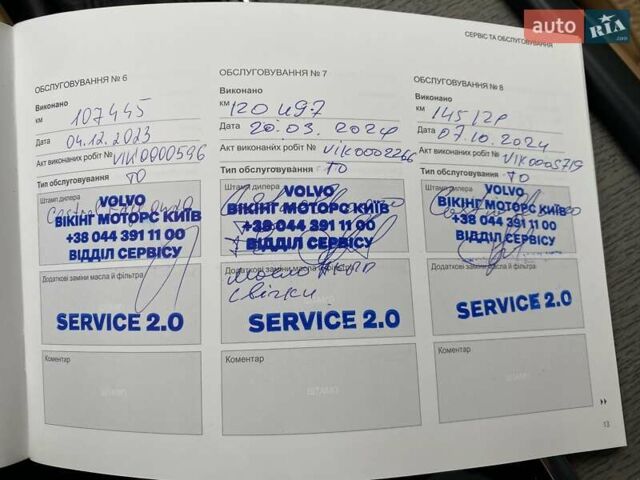 auto RIA.com
СЕРВІС ТА ОБСЛУГОВУВАННЯ
ОБСЛУГОВУВАННЯ № 6
Виконано
км 107445
Дата 04.12.2023
Акт виконаних робіт № VIK0000596
Тип обслуговування
ТО
Штамп дилера
VOLVO
ВІКІНГ МОТОРС КИЇВ
+38 044 391 11 00
ВІДДІЛ СЕРВІСУ
Додаткові заміни масла й фільтра
SERVICE 2.0
Коментар
ШТАМП
ОБСЛУГОВУВАННЯ № 7
Виконано
км 120497
Дата 20.03.2024
Акт виконаних робіт № VIK0002266
Тип обслуговування ТО
Штамп дилера
VOLVO
ВІКІНГ МОТОРС КИЇВ
+38 044 391 11 00
ВІДДІЛ СЕРВІСУ
Додаткові заміни масла й фільтра
масло АКПП
свічки
SERVICE 2.0
Коментар
ШТАМП
ОБСЛУГОВУВАННЯ № 8
Виконано
км
Дата 07.10.2024
Акт виконаних робіт № VIK0005719
Тип обслуговування
ТО
Штамп дилера
VOLVO
ВІКІНГ МОТОРС КИЇВ
+38 044 391 11 00
ВІДДІЛ СЕРВІСУ
Додаткові заміни масла й фільтра
SERVICE 2.0
Коментар
ШТАМП
13